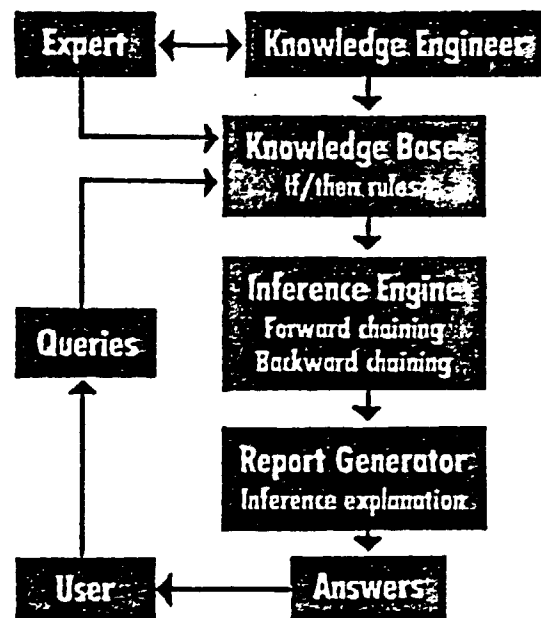 Expert
Knowledge Engineer
Knowledge Base
If/then rules
Inference Engine
Forward chaining
Backward chaining
Queries
Report Generator
Inference explanation
User
Answers